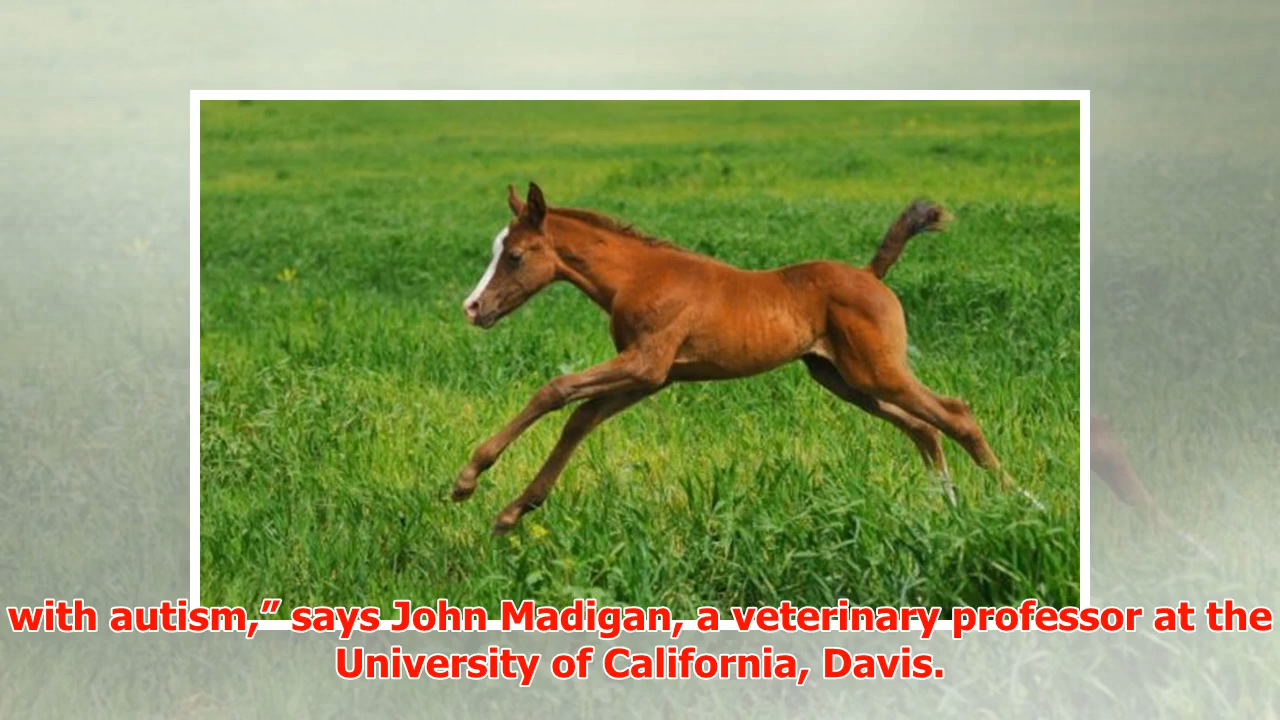 with autism,” says John Madigan, a veterinary professor at the
University of California, Davis.